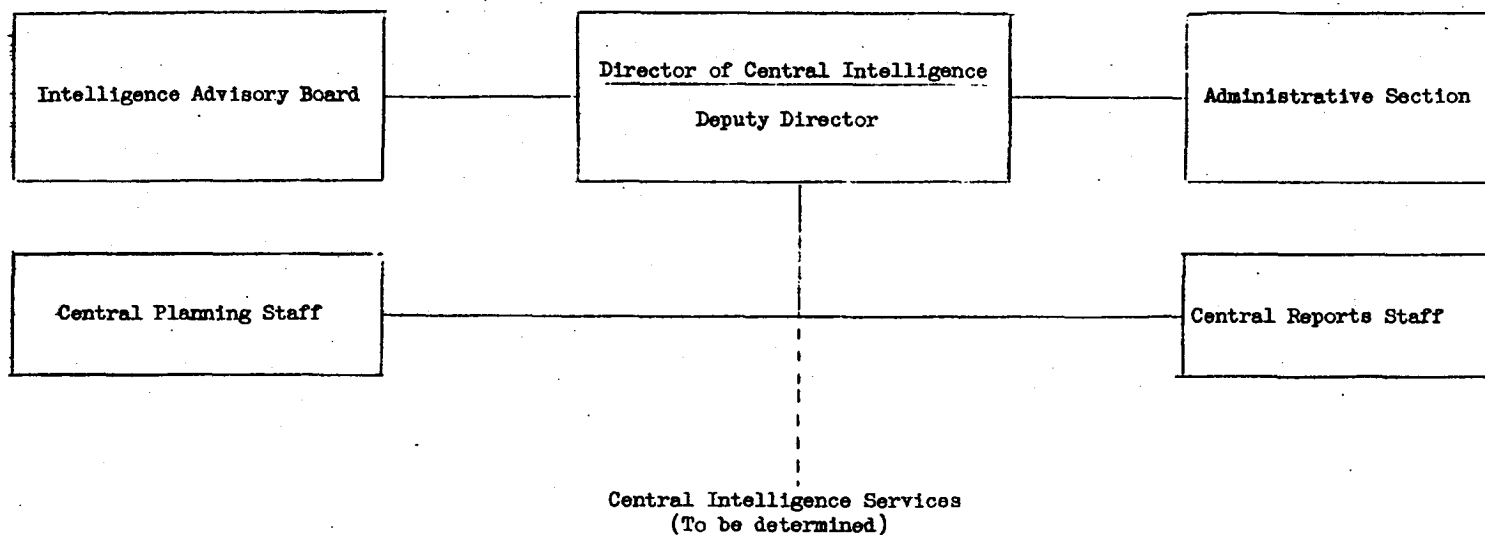 Intelligence Advisory Board
Director of Central Intelligence
Deputy Director
Administrative Section
Central Planning Staff
Central Reports Staff
Central Intelligence Services
(To be determined)